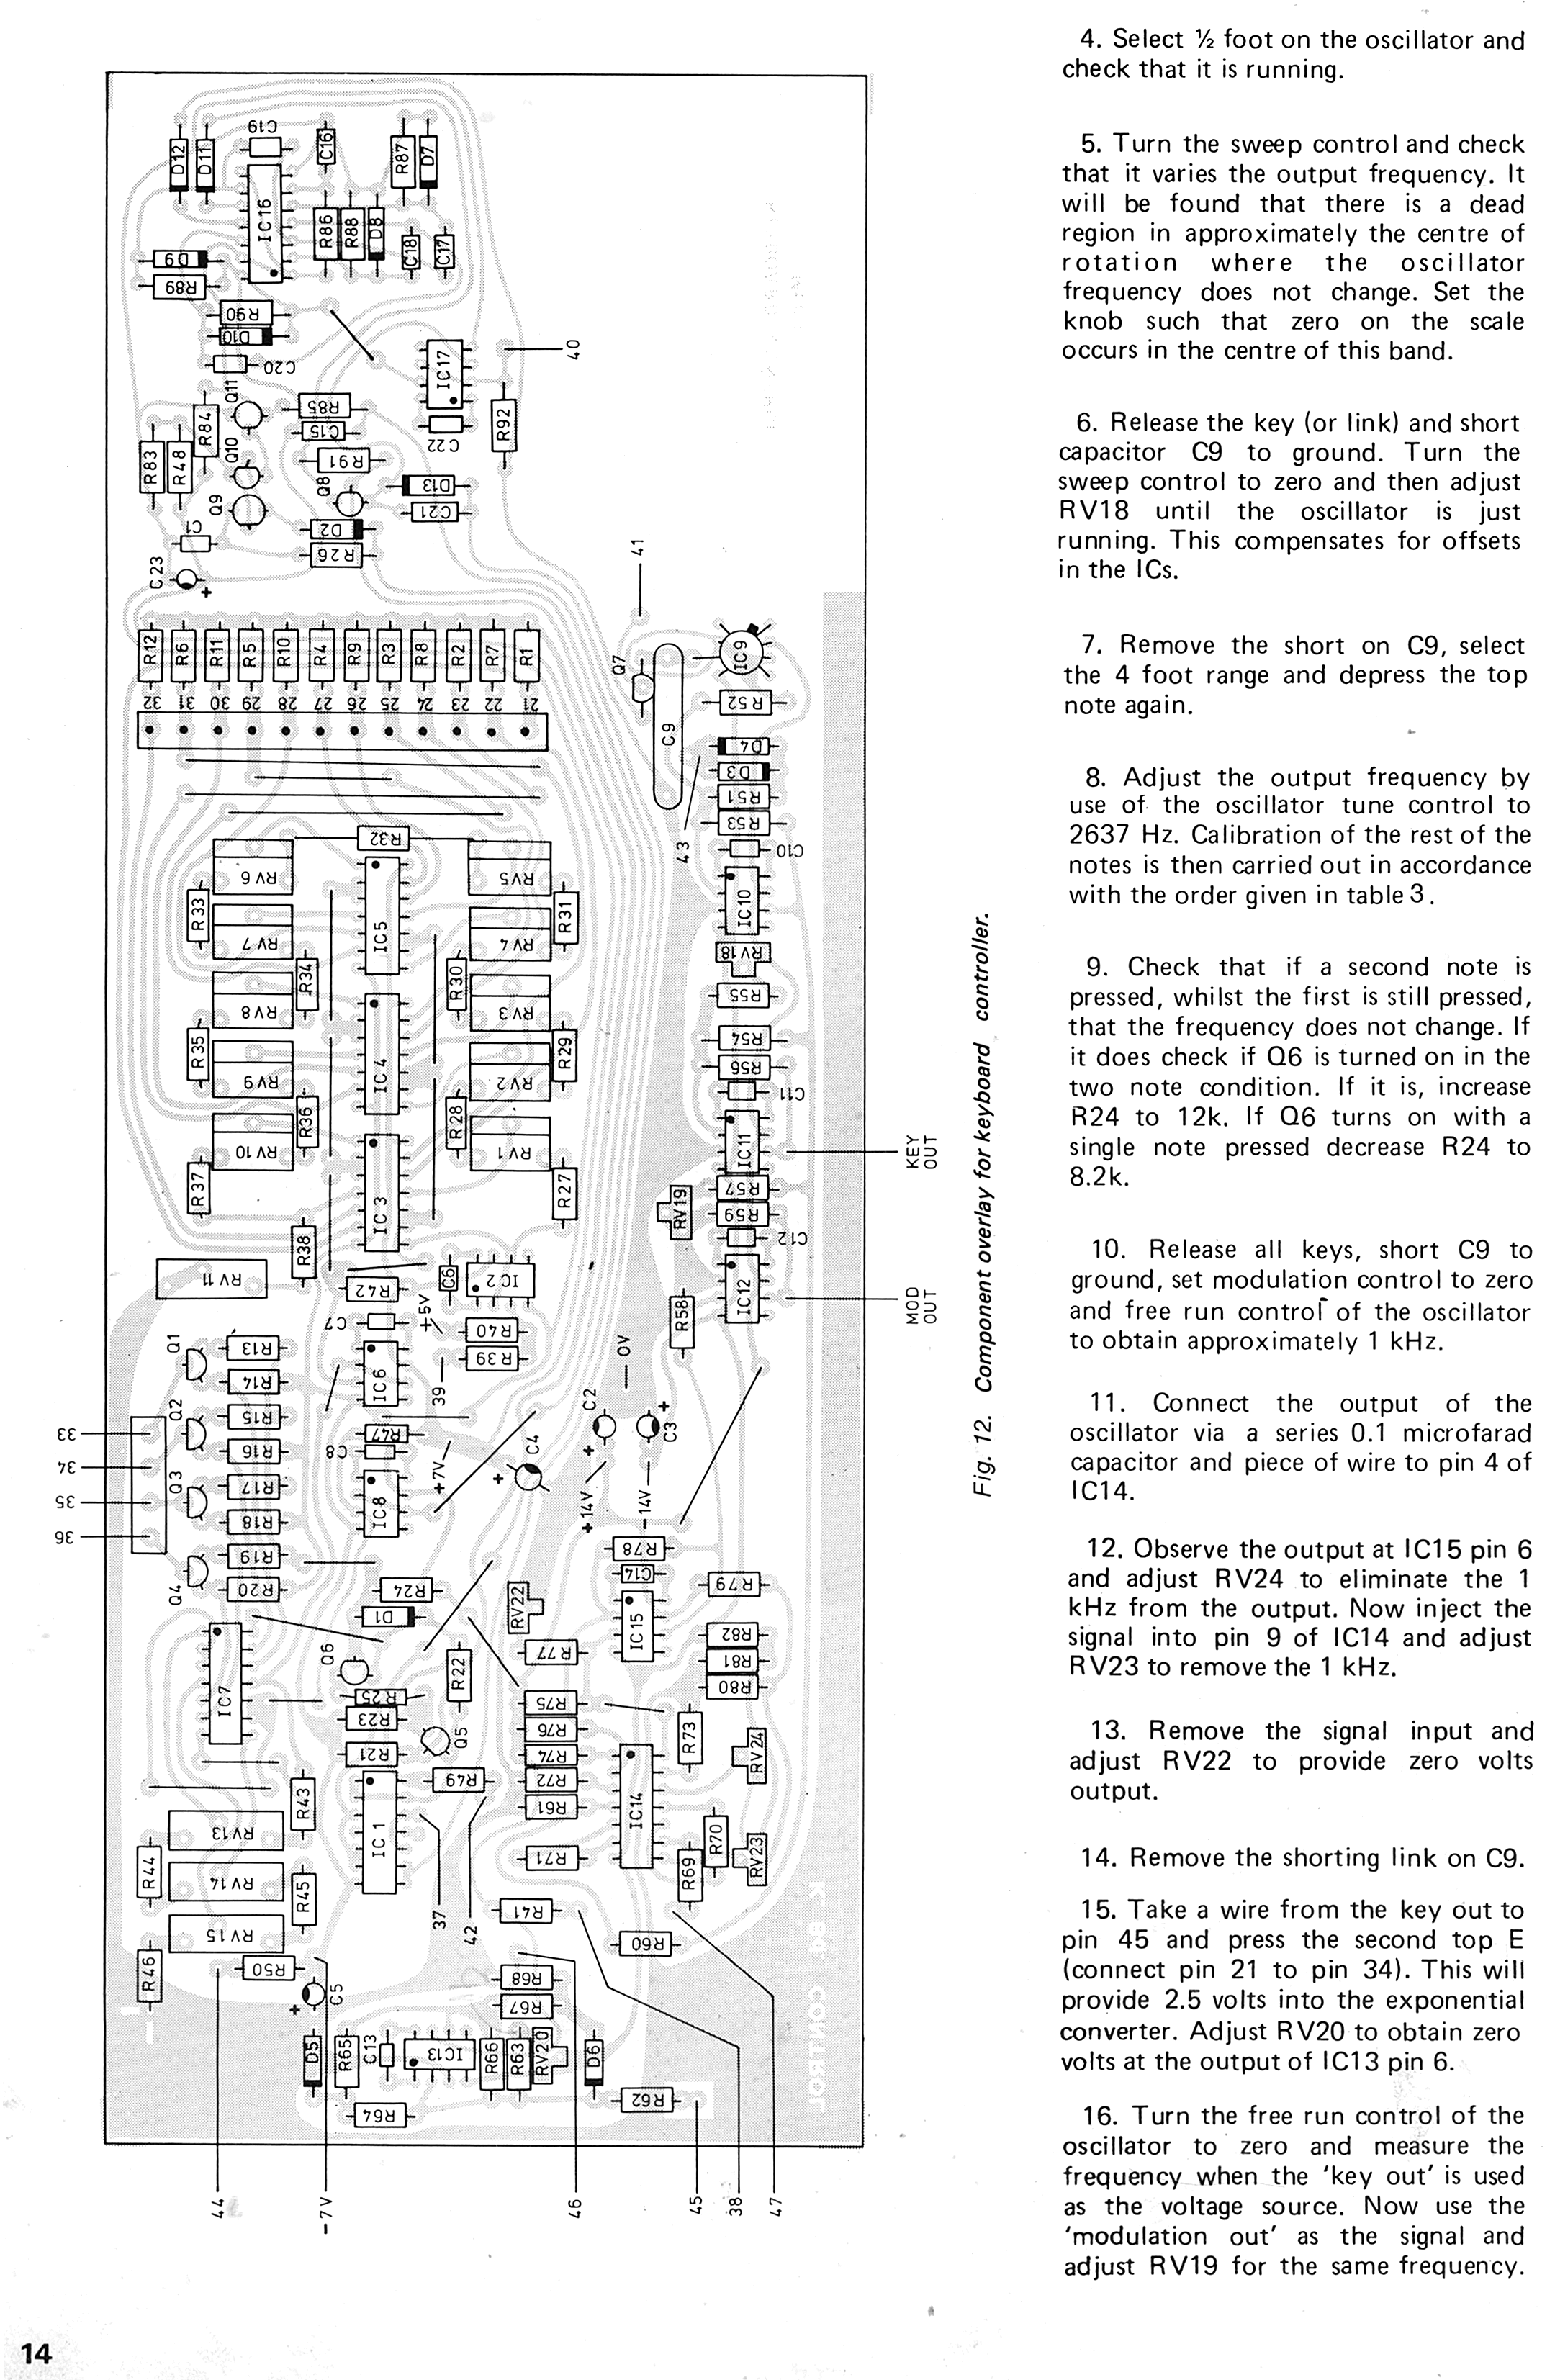 D12
D11
C19
IC16
C16
R87
D7
R86
R88
D8
C18
C17
D9
R89
R90
D10
C20
IC17
40
Q11
R84
R85
C15
C22
R92
R83
R48
Q10
R91
Q9
Q8
D13
C21
C1
D2
R26
C23
+
41
R12
R6
R11
R5
R10
R4
R9
R3
R8
R2
R7
R1
32
31
30
29
28
27
26
25
24
23
22
21
Q7
IC9
R52
C9
D4
D3
R51
R53
43
C10
R32
RV6
RV5
R33
IC5
R31
IC10
RV7
RV4
RV18
R34
R30
R55
RV8
RV3
R35
IC4
R29
R54
R56
RV9
RV2
C11
R36
R28
RV10
RV1
IC11
KEY
OUT
R37
IC3
R27
R57
RV19
R59
C12
R38
RV11
R42
C6
IC2
IC12
MOD
OUT
C7
+5V
R58
Q1
R13
R40
IC6
R39
0V
R14
39
Q2
R15
C2
+
C3
+
33
R47
R16
C8
C4
+
34
Q3
R17
+7V
35
IC8
+14V
-14V
R18
36
R78
R19
C14
Q4
R20
R24
R79
D1
RV22
IC15
R82
Q6
R77
R81
IC7
R22
R80
R25
R75
R23
R76
R73
Q5
RV24
R21
R74
R49
R72
R43
R61
IC14
RV13
IC1
R70
R44
R71
R69
RV23
RV14
R45
37
R41
42
RV15
R60
R46
R50
R68
C5
+
R67
K BD CONTROL
D5
R65
C13
IC13
R66
R63
RV20
D6
R62
R64
44
-7V
46
45
38
47
Fig. 12. Component overlay for keyboard controller.
4. Select ½ foot on the oscillator and
check that it is running.
5. Turn the sweep control and check
that it varies the output frequency. It
will be found that there is a dead
region in approximately the centre of
rotation where the oscillator
frequency does not change. Set the
knob such that zero on the scale
occurs in the centre of this band.
6. Release the key (or link) and short
capacitor C9 to ground. Turn the
sweep control to zero and then adjust
RV18 until the oscillator is just
running. This compensates for offsets
in the ICs.
7. Remove the short on C9, select
the 4 foot range and depress the top
note again.
8. Adjust the output frequency by
use of the oscillator tune control to
2637 Hz. Calibration of the rest of the
notes is then carried out in accordance
with the order given in table 3.
9. Check that if a second note is
pressed, whilst the first is still pressed,
that the frequency does not change. If
it does check if Q6 is turned on in the
two note condition. If it is, increase
R24 to 12k. If Q6 turns on with a
single note pressed decrease R24 to
8.2k.
10. Release all keys, short C9 to
ground, set modulation control to zero
and free run control of the oscillator
to obtain approximately 1 kHz.
11. Connect the output of the
oscillator via a series 0.1 microfarad
capacitor and piece of wire to pin 4 of
IC14.
12. Observe the output at IC15 pin 6
and adjust RV24 to eliminate the 1
kHz from the output. Now inject the
signal into pin 9 of IC14 and adjust
RV23 to remove the 1 kHz.
13. Remove the signal input and
adjust RV22 to provide zero volts
output.
14. Remove the shorting link on C9.
15. Take a wire from the key out to
pin 45 and press the second top E
(connect pin 21 to pin 34). This will
provide 2.5 volts into the exponential
converter. Adjust RV20 to obtain zero
volts at the output of IC13 pin 6.
16. Turn the free run control of the
oscillator to zero and measure the
frequency when the 'key out' is used
as the voltage source. Now use the
'modulation out' as the signal and
adjust RV19 for the same frequency.
14